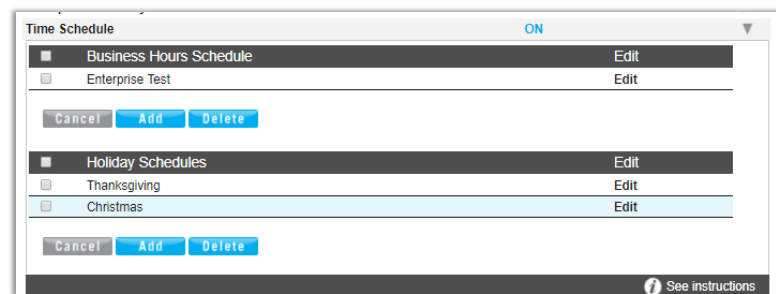 Time Schedule ON
Business Hours Schedule Edit
Enterprise Test Edit
Cancel Add Delete
Holiday Schedules Edit
Thanksgiving Edit
Christmas Edit
Cancel Add Delete
See instructions